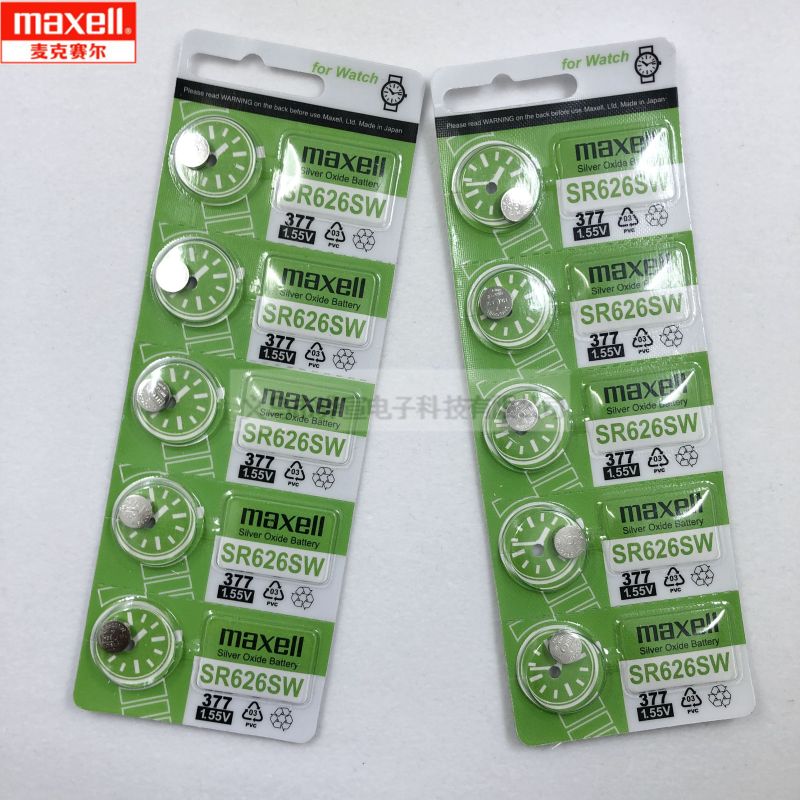 maxell®
麦克赛尔
for Watch
Please read WARNING on the back before use. Maxell, Ltd. Made in Japan
maxell
Silver Oxide Battery
SR626SW
377
1.55V
03
PVC
maxell
Silver Oxide Battery
SR626SW
377
1.55V
03
PVC
maxell
Silver Oxide Battery
SR626SW
377
1.55V
03
PVC
maxell
Silver Oxide Battery
SR626SW
377
1.55V
03
PVC
maxell
Silver Oxide Battery
SR626SW
377
1.55V
03
PVC
for Watch
Please read WARNING on the back before use. Maxell, Ltd. Made in Japan
maxell
Silver Oxide Battery
SR626SW
377
1.55V
03
PVC
maxell
Silver Oxide Battery
SR626SW
377
1.55V
03
PVC
maxell
Silver Oxide Battery
SR626SW
377
1.55V
03
PVC
maxell
Silver Oxide Battery
SR626SW
377
1.55V
03
PVC
maxell
Silver Oxide Battery
SR626SW
377
1.55V
03
PVC
电子科技有